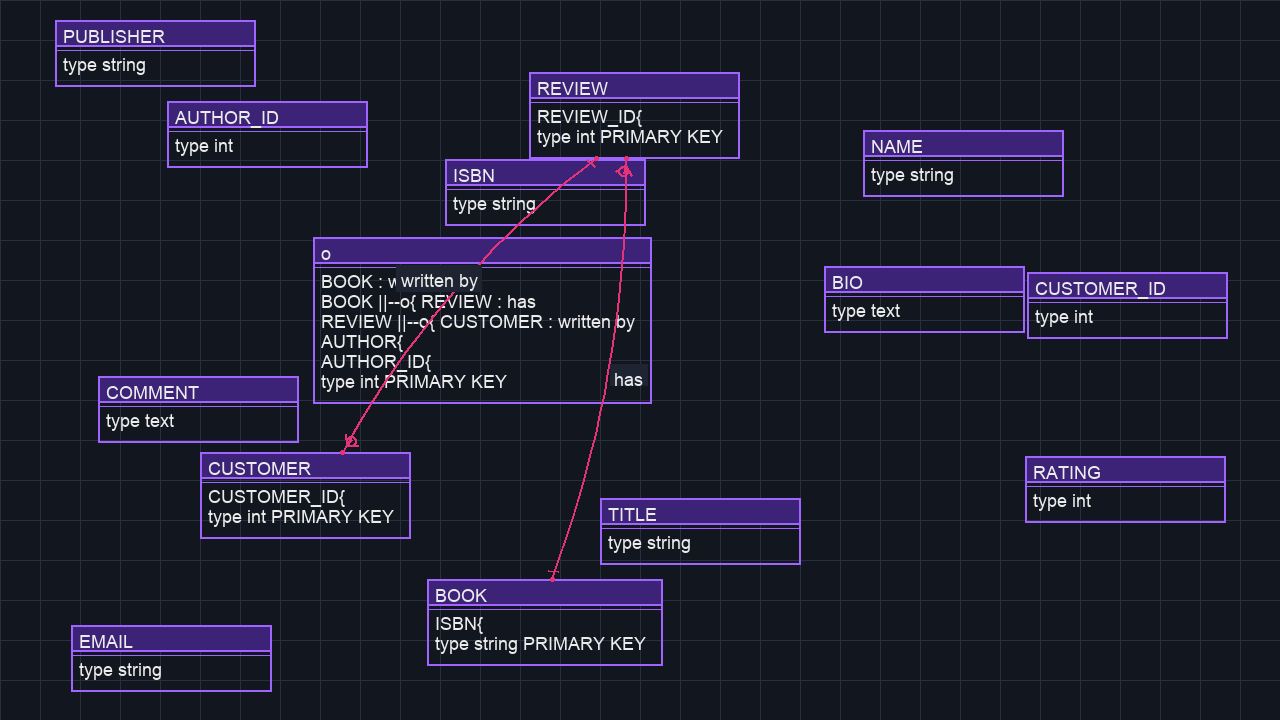 PUBLISHER
type string
AUTHOR_ID
type int
REVIEW
REVIEW_ID{
type int PRIMARY KEY
NAME
type string
ISBN
type string
o
BOOK :
written by
BOOK ||--o{ REVIEW : has
REVIEW ||--o{ CUSTOMER : written by
AUTHOR{
AUTHOR_ID{
type int PRIMARY KEY
has
BIO
type text
CUSTOMER_ID
type int
COMMENT
type text
CUSTOMER
CUSTOMER_ID{
type int PRIMARY KEY
RATING
type int
TITLE
type string
BOOK
ISBN{
type string PRIMARY KEY
EMAIL
type string